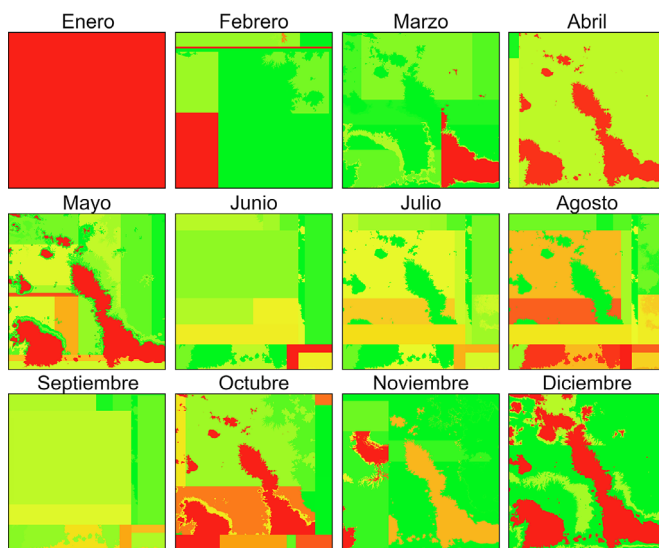 Enero Febrero Marzo Abril
Mayo Junio Julio Agosto
Septiembre Octubre Noviembre Diciembre